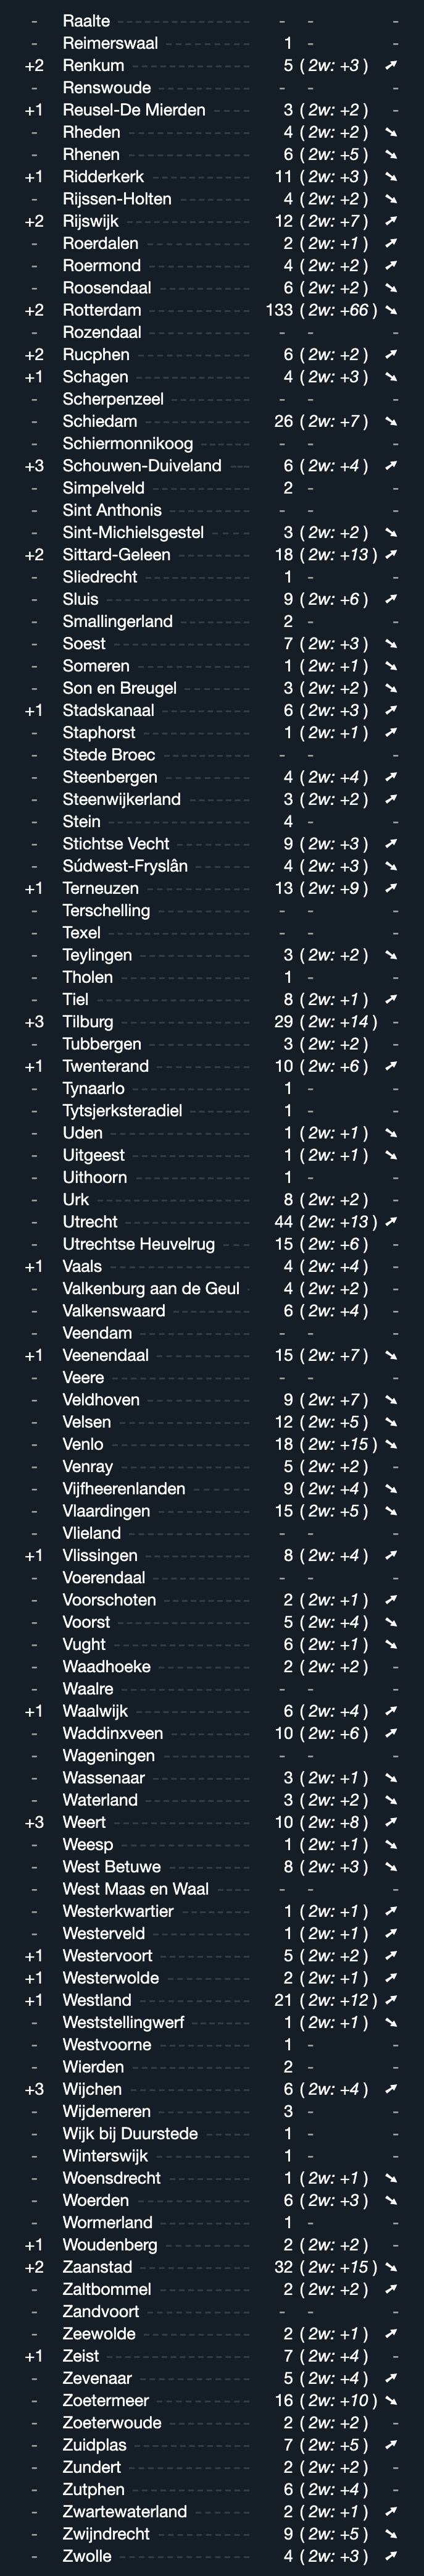 - Raalte - - -
- Reimerswaal 1 - -
+2 Renkum 5 ( 2w: +3 ) ➚
- Renswoude - - -
+1 Reusel-De Mierden 3 ( 2w: +2 ) -
- Rheden 4 ( 2w: +2 ) ➘
- Rhenen 6 ( 2w: +5 ) ➘
+1 Ridderkerk 11 ( 2w: +3 ) ➘
- Rijssen-Holten 4 ( 2w: +2 ) ➘
+2 Rijswijk 12 ( 2w: +7 ) ➚
- Roerdalen 2 ( 2w: +1 ) ➚
- Roermond 4 ( 2w: +2 ) ➚
- Roosendaal 6 ( 2w: +2 ) ➘
+2 Rotterdam 133 ( 2w: +66 ) ➘
- Rozendaal - - -
+2 Rucphen 6 ( 2w: +2 ) ➚
+1 Schagen 4 ( 2w: +3 ) ➘
- Scherpenzeel - - -
- Schiedam 26 ( 2w: +7 ) ➘
- Schiermonnikoog - - -
+3 Schouwen-Duiveland 6 ( 2w: +4 ) ➚
- Simpelveld 2 - -
- Sint Anthonis - - -
- Sint-Michielsgestel 3 ( 2w: +2 ) ➘
+2 Sittard-Geleen 18 ( 2w: +13 ) ➚
- Sliedrecht 1 - -
- Sluis 9 ( 2w: +6 ) ➚
- Smallingerland 2 - -
- Soest 7 ( 2w: +3 ) ➘
- Someren 1 ( 2w: +1 ) ➘
- Son en Breugel 3 ( 2w: +2 ) ➘
+1 Stadskanaal 6 ( 2w: +3 ) ➚
- Staphorst 1 ( 2w: +1 ) ➚
- Stede Broec - - -
- Steenbergen 4 ( 2w: +4 ) ➚
- Steenwijkerland 3 ( 2w: +2 ) ➚
- Stein 4 - -
- Stichtse Vecht 9 ( 2w: +3 ) ➚
- Súdwest-Fryslân 4 ( 2w: +3 ) ➘
+1 Terneuzen 13 ( 2w: +9 ) ➚
- Terschelling - - -
- Texel - - -
- Teylingen 3 ( 2w: +2 ) ➘
- Tholen 1 - -
- Tiel 8 ( 2w: +1 ) ➚
+3 Tilburg 29 ( 2w: +14 ) -
- Tubbergen 3 ( 2w: +2 ) -
+1 Twenterand 10 ( 2w: +6 ) ➚
- Tynaarlo 1 - -
- Tytsjerksteradiel 1 - -
- Uden 1 ( 2w: +1 ) ➘
- Uitgeest 1 ( 2w: +1 ) ➘
- Uithoorn 1 - -
- Urk 8 ( 2w: +2 ) -
- Utrecht 44 ( 2w: +13 ) ➚
- Utrechtse Heuvelrug 15 ( 2w: +6 ) -
+1 Vaals 4 ( 2w: +4 ) -
- Valkenburg aan de Geul 4 ( 2w: +2 ) -
- Valkenswaard 6 ( 2w: +4 ) -
- Veendam - - -
+1 Veenendaal 15 ( 2w: +7 ) ➘
- Veere - - -
- Veldhoven 9 ( 2w: +7 ) ➘
- Velsen 12 ( 2w: +5 ) ➘
- Venlo 18 ( 2w: +15 ) ➘
- Venray 5 ( 2w: +2 ) -
- Vijfheerenlanden 9 ( 2w: +4 ) ➘
- Vlaardingen 15 ( 2w: +5 ) ➘
- Vlieland - - -
+1 Vlissingen 8 ( 2w: +4 ) ➚
- Voerendaal - - -
- Voorschoten 2 ( 2w: +1 ) ➚
- Voorst 5 ( 2w: +4 ) ➘
- Vught 6 ( 2w: +1 ) ➘
- Waadhoeke 2 ( 2w: +2 ) -
- Waalre - - -
+1 Waalwijk 6 ( 2w: +4 ) ➚
- Waddinxveen 10 ( 2w: +6 ) ➚
- Wageningen - - -
- Wassenaar 3 ( 2w: +1 ) ➘
- Waterland 3 ( 2w: +2 ) ➘
+3 Weert 10 ( 2w: +8 ) ➚
- Weesp 1 ( 2w: +1 ) ➘
- West Betuwe 8 ( 2w: +3 ) ➘
- West Maas en Waal - - -
- Westerkwartier 1 ( 2w: +1 ) ➚
- Westerveld 1 ( 2w: +1 ) ➚
+1 Westervoort 5 ( 2w: +2 ) ➚
+1 Westerwolde 2 ( 2w: +1 ) ➚
+1 Westland 21 ( 2w: +12 ) ➚
- Weststellingwerf 1 ( 2w: +1 ) ➘
- Westvoorne 1 - -
- Wierden 2 - -
+3 Wijchen 6 ( 2w: +4 ) ➚
- Wijdemeren 3 - -
- Wijk bij Duurstede 1 - -
- Winterswijk 1 - -
- Woensdrecht 1 ( 2w: +1 ) ➘
- Woerden 6 ( 2w: +3 ) ➘
- Wormerland 1 - -
+1 Woudenberg 2 ( 2w: +2 ) -
+2 Zaanstad 32 ( 2w: +15 ) ➘
- Zaltbommel 2 ( 2w: +2 ) ➚
- Zandvoort - - -
- Zeewolde 2 ( 2w: +1 ) ➚
+1 Zeist 7 ( 2w: +4 ) -
- Zevenaar 5 ( 2w: +4 ) ➚
- Zoetermeer 16 ( 2w: +10 ) ➘
- Zoeterwoude 2 ( 2w: +2 ) -
- Zuidplas 7 ( 2w: +5 ) ➚
- Zundert 2 ( 2w: +2 ) -
- Zutphen 6 ( 2w: +4 ) -
- Zwartewaterland 2 ( 2w: +1 ) ➚
- Zwijndrecht 9 ( 2w: +5 ) ➘
- Zwolle 4 ( 2w: +3 ) ➚